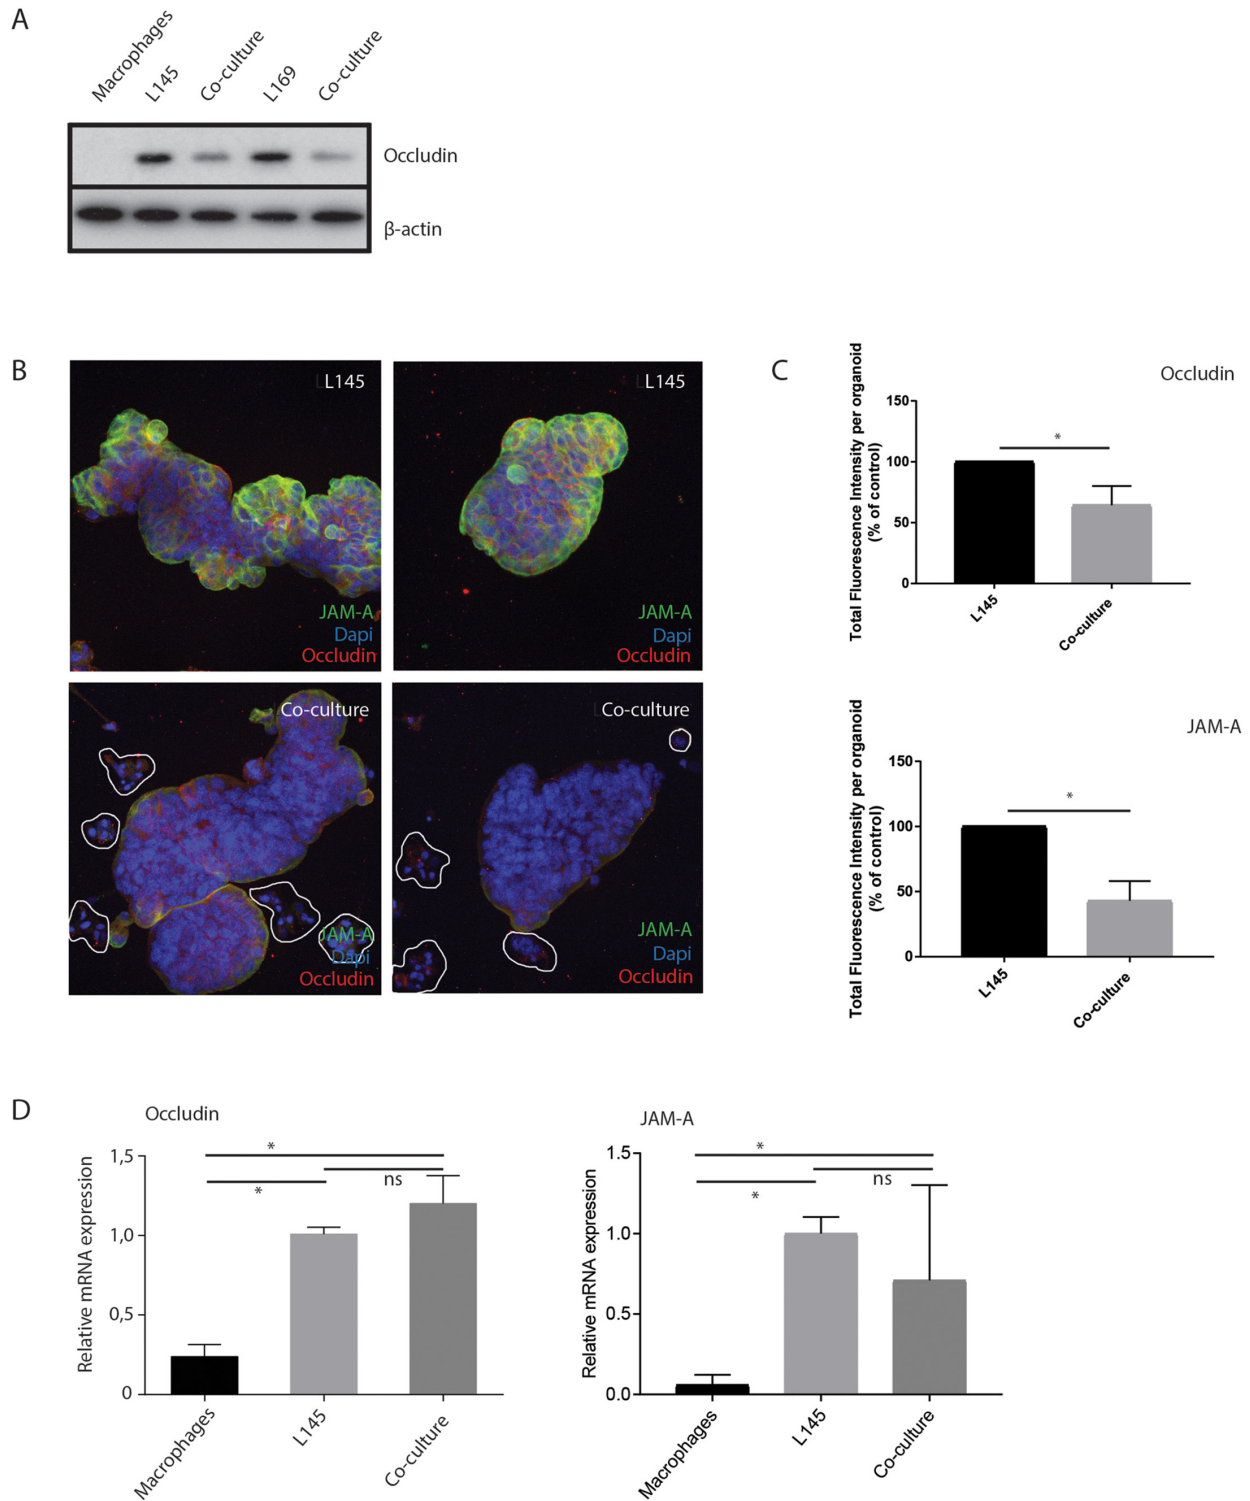 A
Macrophages
L145
Co-culture
L169
Co-culture
Occludin
β-actin
B
L145
JAM-A
Dapi
Occludin
L145
JAM-A
Dapi
Occludin
Co-culture
JAM-A
Dapi
Occludin
Co-culture
JAM-A
Dapi
Occludin
C
Occludin
Total Fluorescence Intensity per organoid
(% of control)
150
100
50
0
*
L145
Co-culture
JAM-A
Total Fluorescence Intensity per organoid
(% of control)
150
100
50
0
*
L145
Co-culture
D
Occludin
Relative mRNA expression
1,5
1,0
0,5
0
*
*
ns
Macrophages
L145
Co-culture
JAM-A
Relative mRNA expression
1.5
1.0
0.5
0.0
*
*
ns
Macrophages
L145
Co-culture